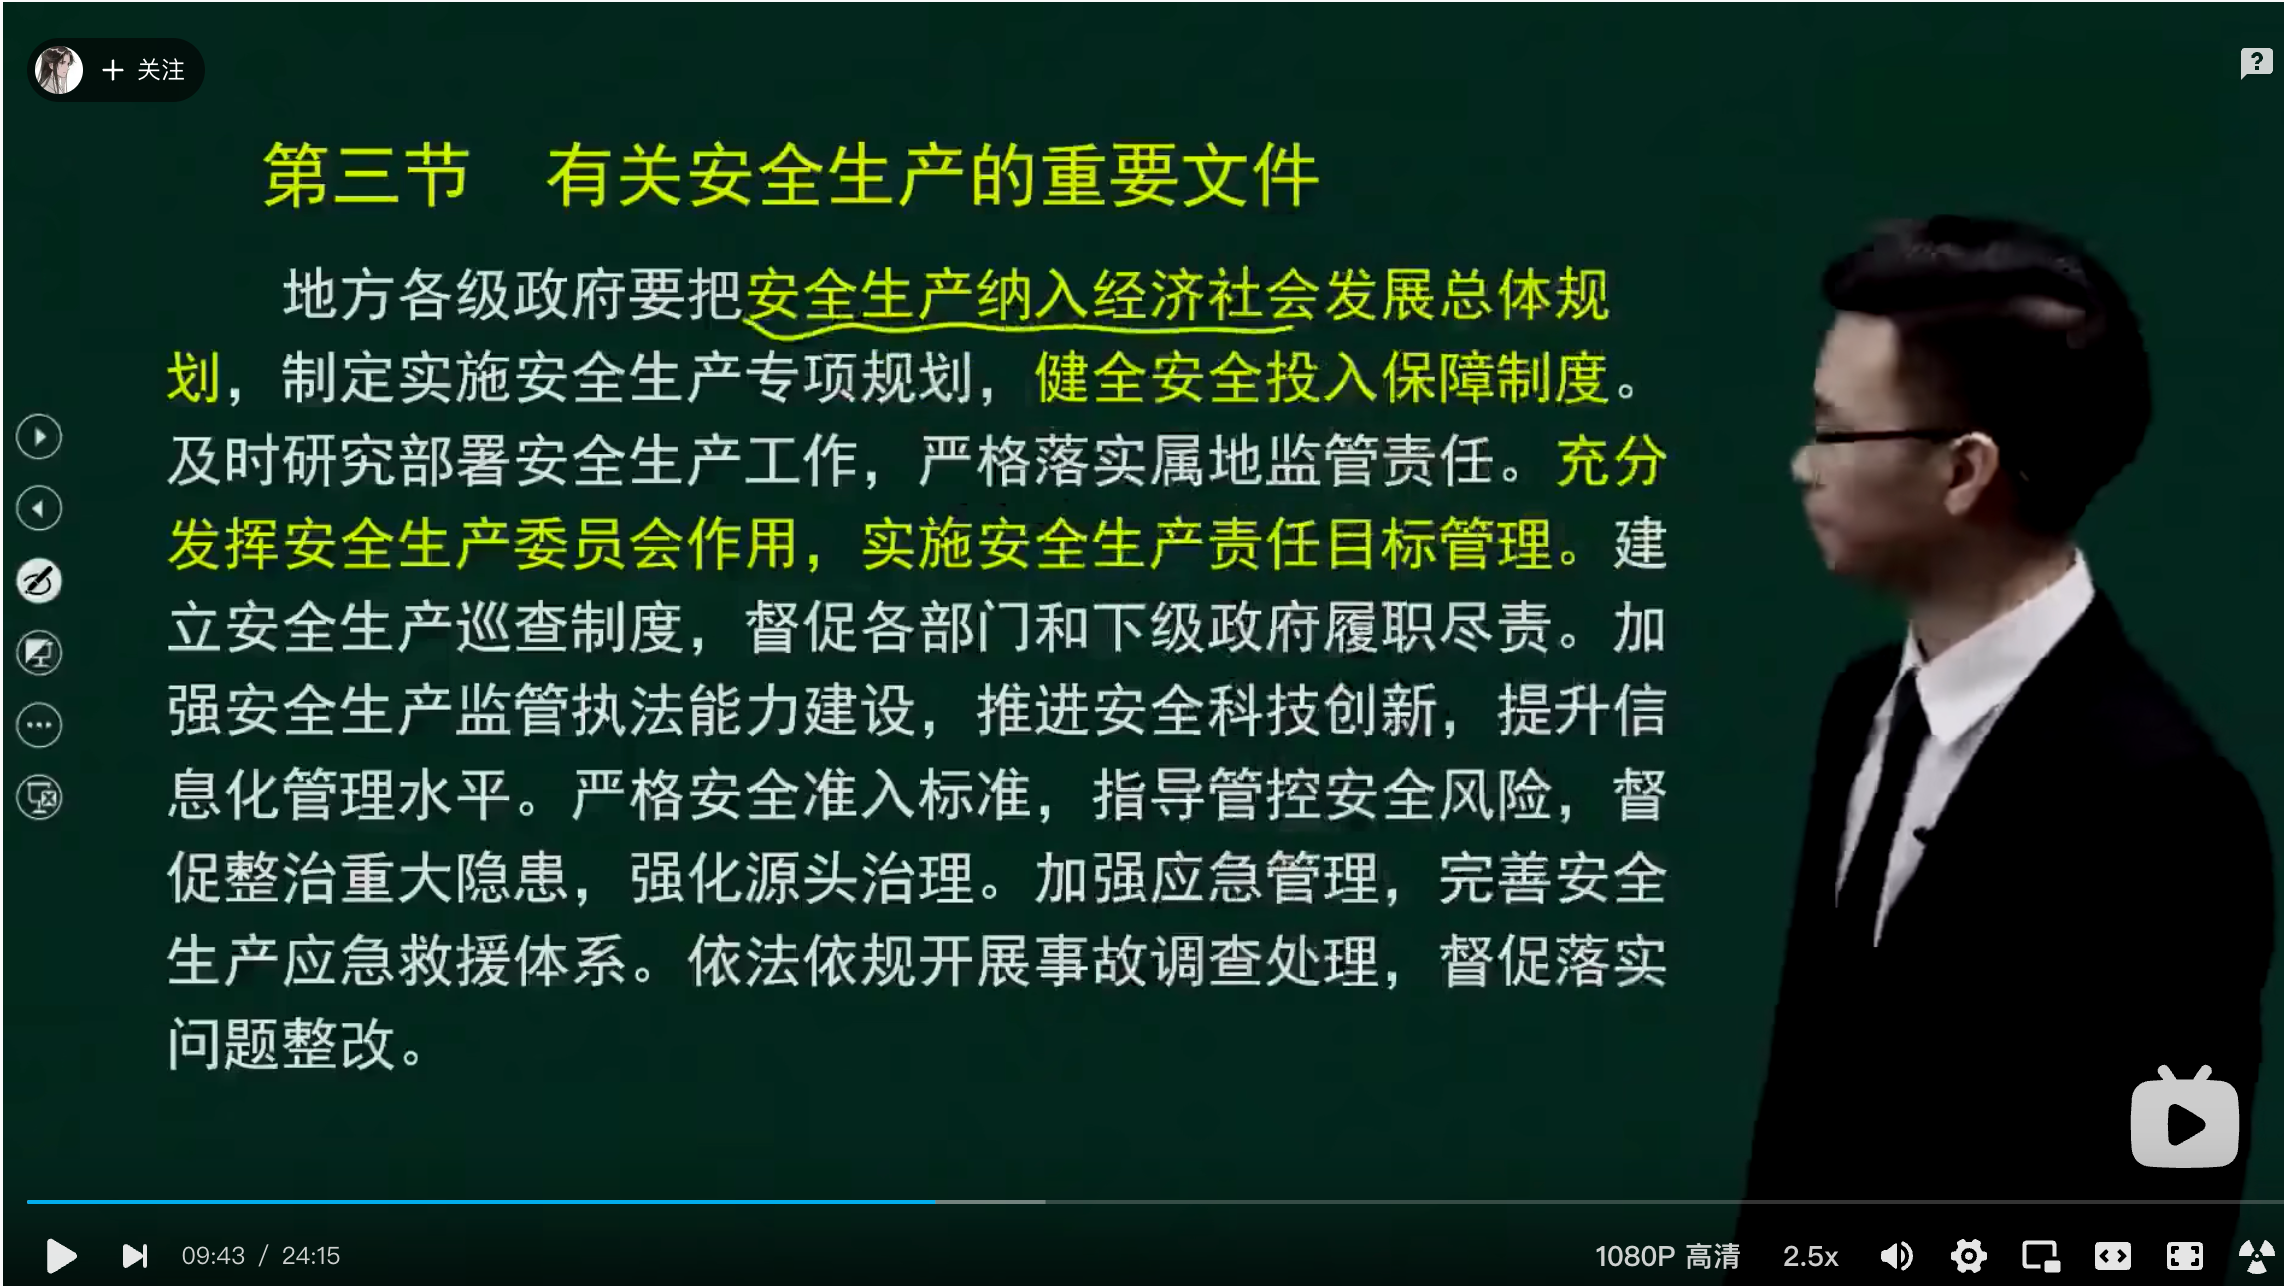 + 关注
?
第三节 有关安全生产的重要文件
地方各级政府要把安全生产纳入经济社会发展总体规
划，制定实施安全生产专项规划，健全安全投入保障制度。
及时研究部署安全生产工作，严格落实属地监管责任。充分
发挥安全生产委员会作用，实施安全生产责任目标管理。建
立安全生产巡查制度，督促各部门和下级政府履职尽责。加
强安全生产监管执法能力建设，推进安全科技创新，提升信
息化管理水平。严格安全准入标准，指导管控安全风险，督
促整治重大隐患，强化源头治理。加强应急管理，完善安全
生产应急救援体系。依法依规开展事故调查处理，督促落实
问题整改。
09:43 / 24:15 1080P 高清 2.5x